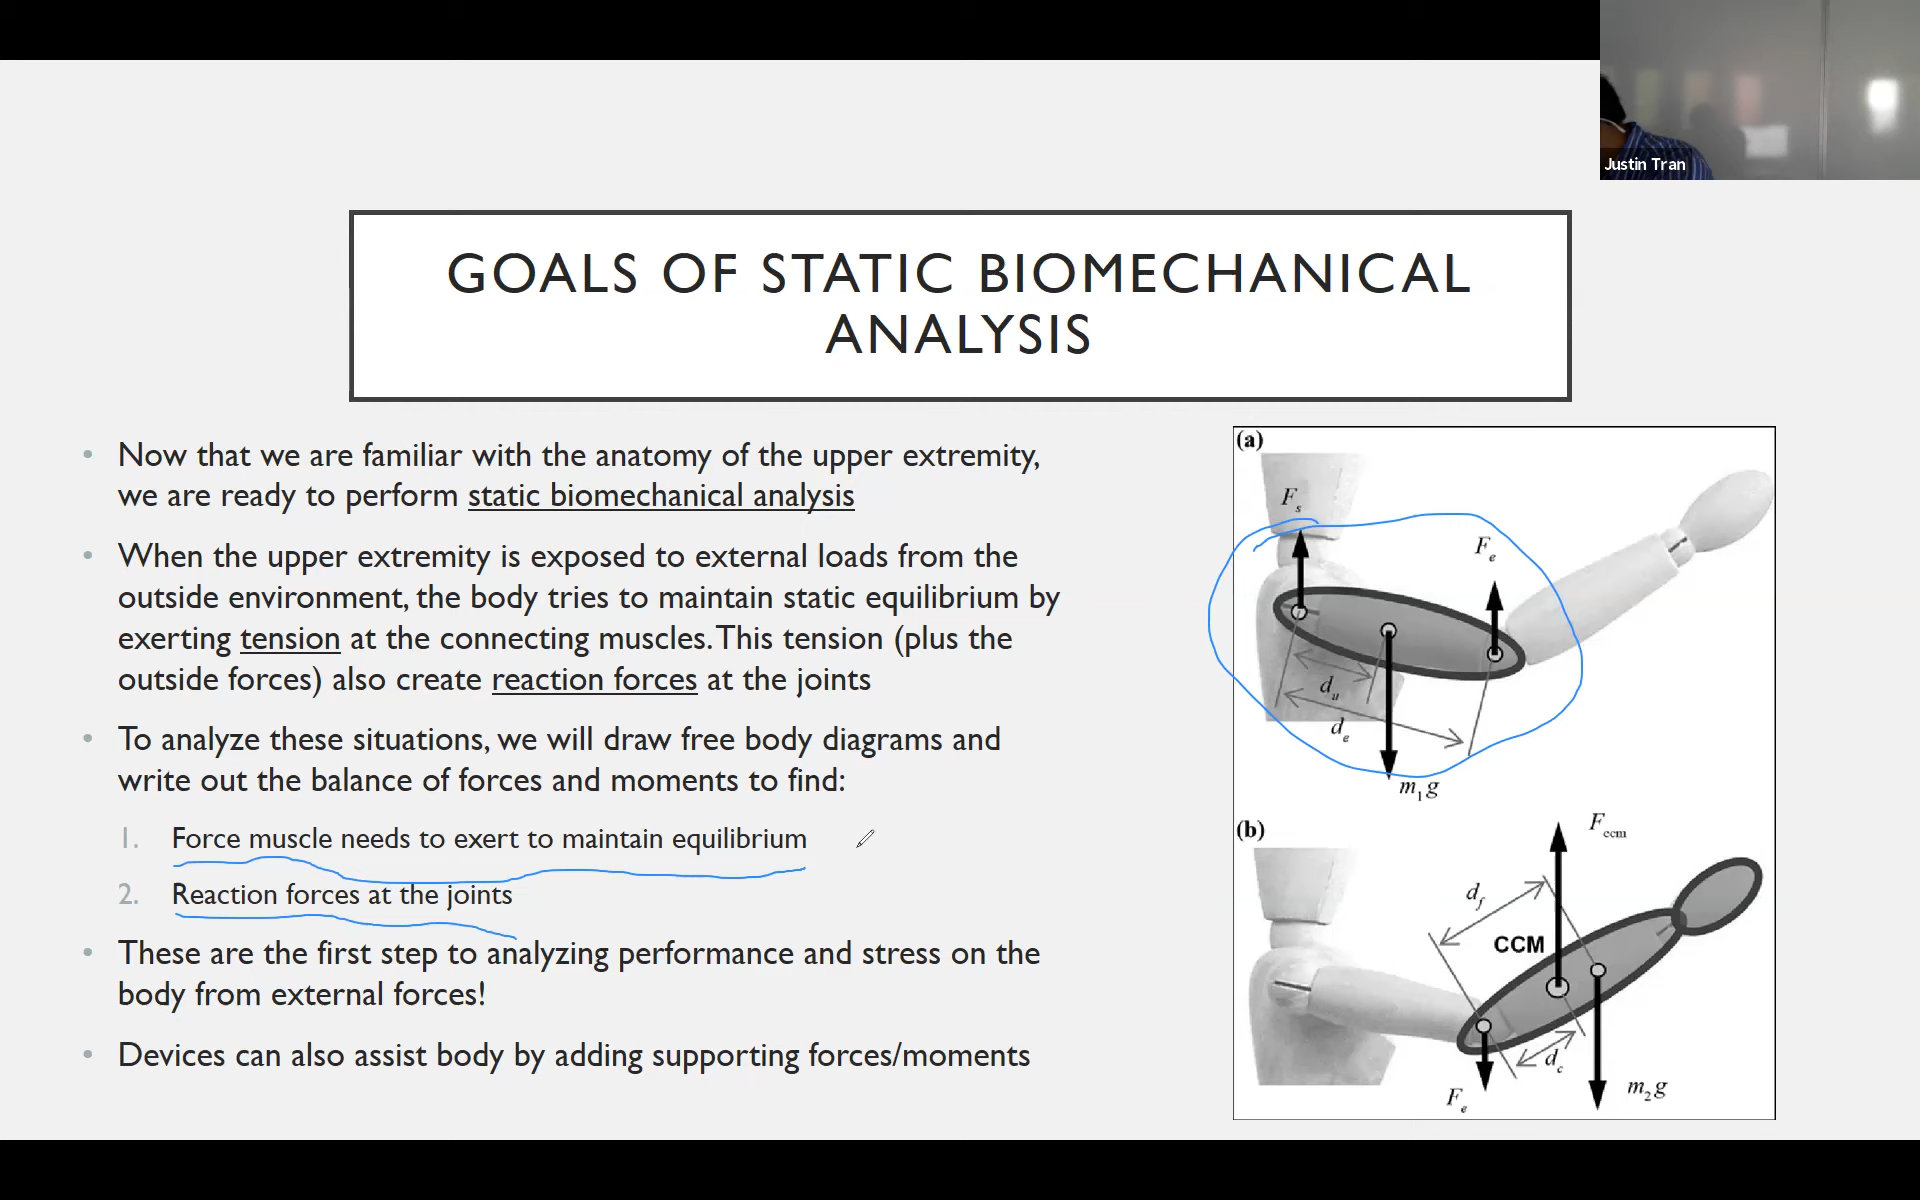 Justin Tran
GOALS OF STATIC BIOMECHANICAL
ANALYSIS
• Now that we are familiar with the anatomy of the upper extremity,
we are ready to perform static biomechanical analysis
• When the upper extremity is exposed to external loads from the
outside environment, the body tries to maintain static equilibrium by
exerting tension at the connecting muscles. This tension (plus the
outside forces) also create reaction forces at the joints
• To analyze these situations, we will draw free body diagrams and
write out the balance of forces and moments to find:
1. Force muscle needs to exert to maintain equilibrium
2. Reaction forces at the joints
• These are the first step to analyzing performance and stress on the
body from external forces!
• Devices can also assist body by adding supporting forces/moments
(a)
Fs
Fe
du
de
m1g
(b)
Fccm
df
CCM
dc
Fe
m2g